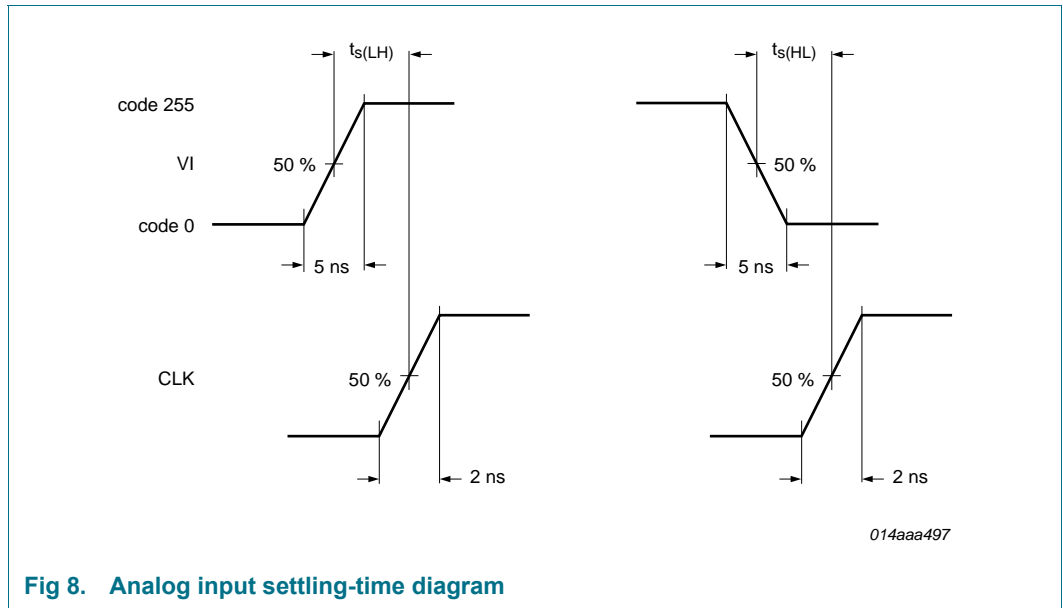 ts(LH)
ts(HL)
code 255
VI
50 %
50 %
code 0
5 ns
5 ns
CLK
50 %
50 %
2 ns
2 ns
014aaa497
Fig 8. Analog input settling-time diagram